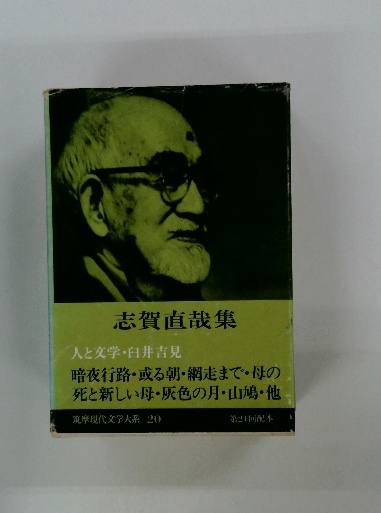 志賀直哉集
人と文学・臼井吉見
暗夜行路・或る朝・網走まで・母の
死と新しい母・灰色の月・山鳩・他
筑摩現代文学大系 20 第21回配本